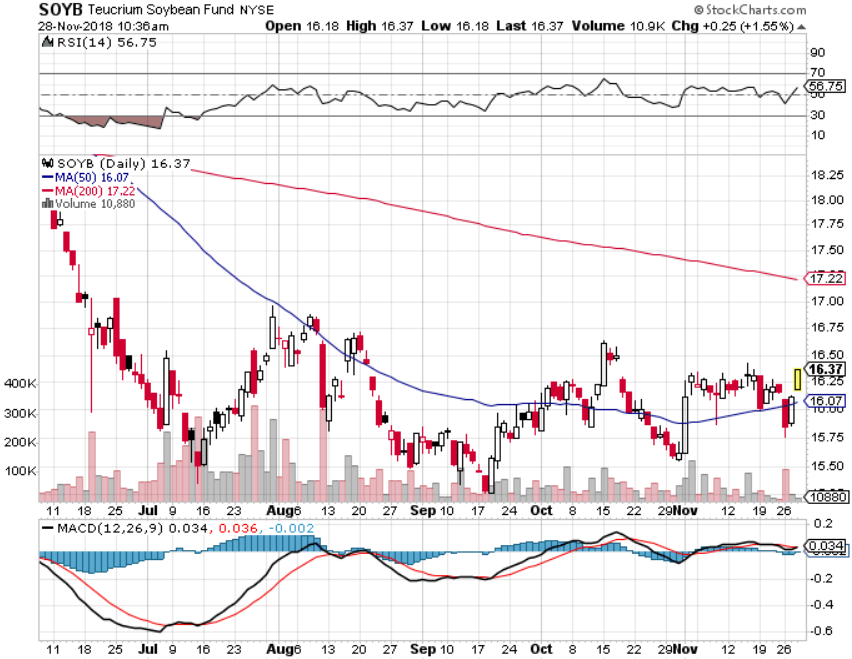 SOYB Teucrium Soybean Fund NYSE
© StockCharts.com
28-Nov-2018 10:36am
Open 16.18 High 16.37 Low 16.18 Last 16.37 Volume 10.9K Chg +0.25 (+1.55%)
RSI(14) 56.75
90
70
56.75
30
10
SOYB (Daily) 16.37
MA(50) 16.07
MA(200) 17.22
Volume 10,880
18.25
18.00
17.75
17.50
17.22
17.00
16.75
16.50
16.37
16.25
16.07
16.00
15.75
15.50
10880
400K
300K
200K
100K
11 18 25 Jul 9 16 23 Aug 6 13 20 27 Sep 10 17 24 Oct 8 15 22 29 Nov 12 19 26
MACD(12,26,9) 0.034, 0.036, -0.002
0.2
0.034
-0.2
-0.4
-0.6
11 18 25 Jul 9 16 23 Aug 6 13 20 27 Sep 10 17 24 Oct 8 15 22 29 Nov 12 19 26